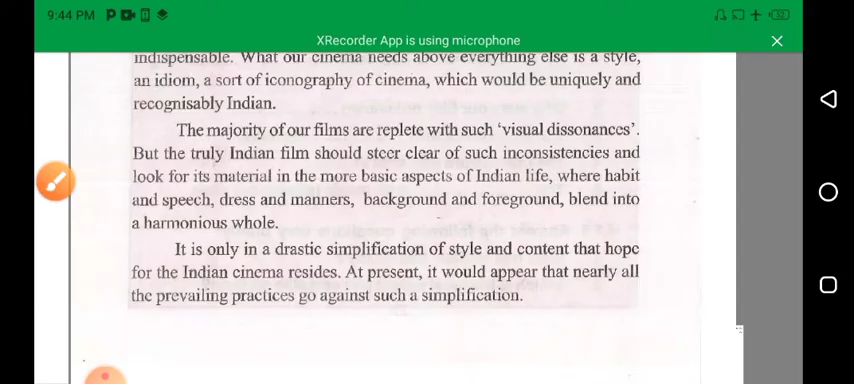 9:44 PM
XRecorder App is using microphone
indispensable. What our cinema needs above everything else is a style,
an idiom, a sort of iconography of cinema, which would be uniquely and
recognisably Indian.
The majority of our films are replete with such ‘visual dissonances’.
But the truly Indian film should steer clear of such inconsistencies and
look for its material in the more basic aspects of Indian life, where habit
and speech, dress and manners, background and foreground, blend into
a harmonious whole.
It is only in a drastic simplification of style and content that hope
for the Indian cinema resides. At present, it would appear that nearly all
the prevailing practices go against such a simplification.